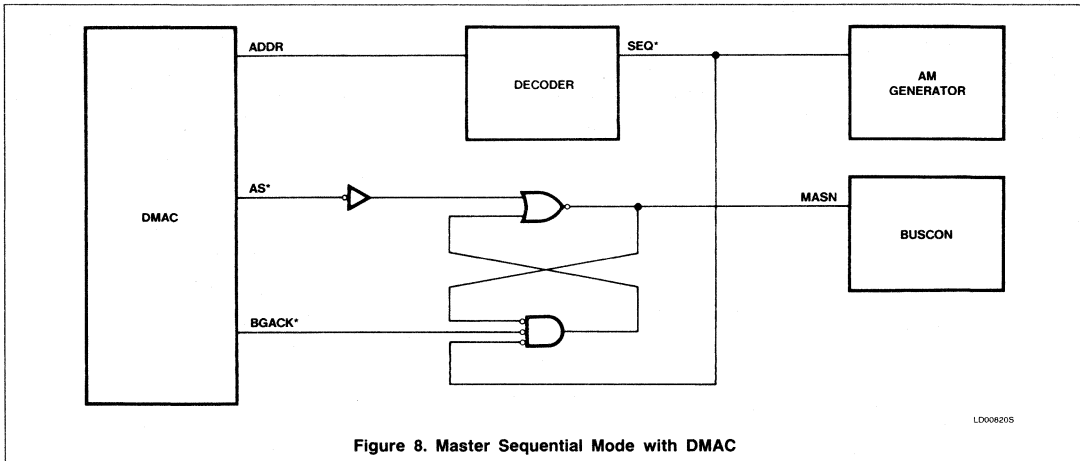 ADDR
SEQ*
DECODER
AM
GENERATOR
AS*
MASN
DMAC
BUSCON
BGACK*
LD00820S
Figure 8. Master Sequential Mode with DMAC